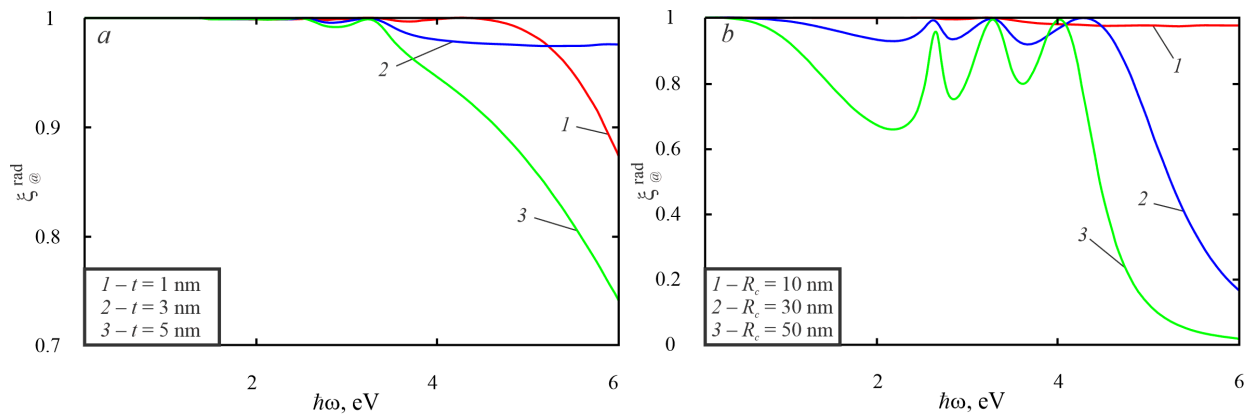 a
1
0.9
0.8
0.7
ξ rad @
2
4
6
ħω, eV
1
2
3
1 – t = 1 nm
2 – t = 3 nm
3 – t = 5 nm
b
1
0.8
0.6
0.4
0.2
0
ξ rad @
2
4
6
ħω, eV
1
2
3
1 – Rc = 10 nm
2 – Rc = 30 nm
3 – Rc = 50 nm